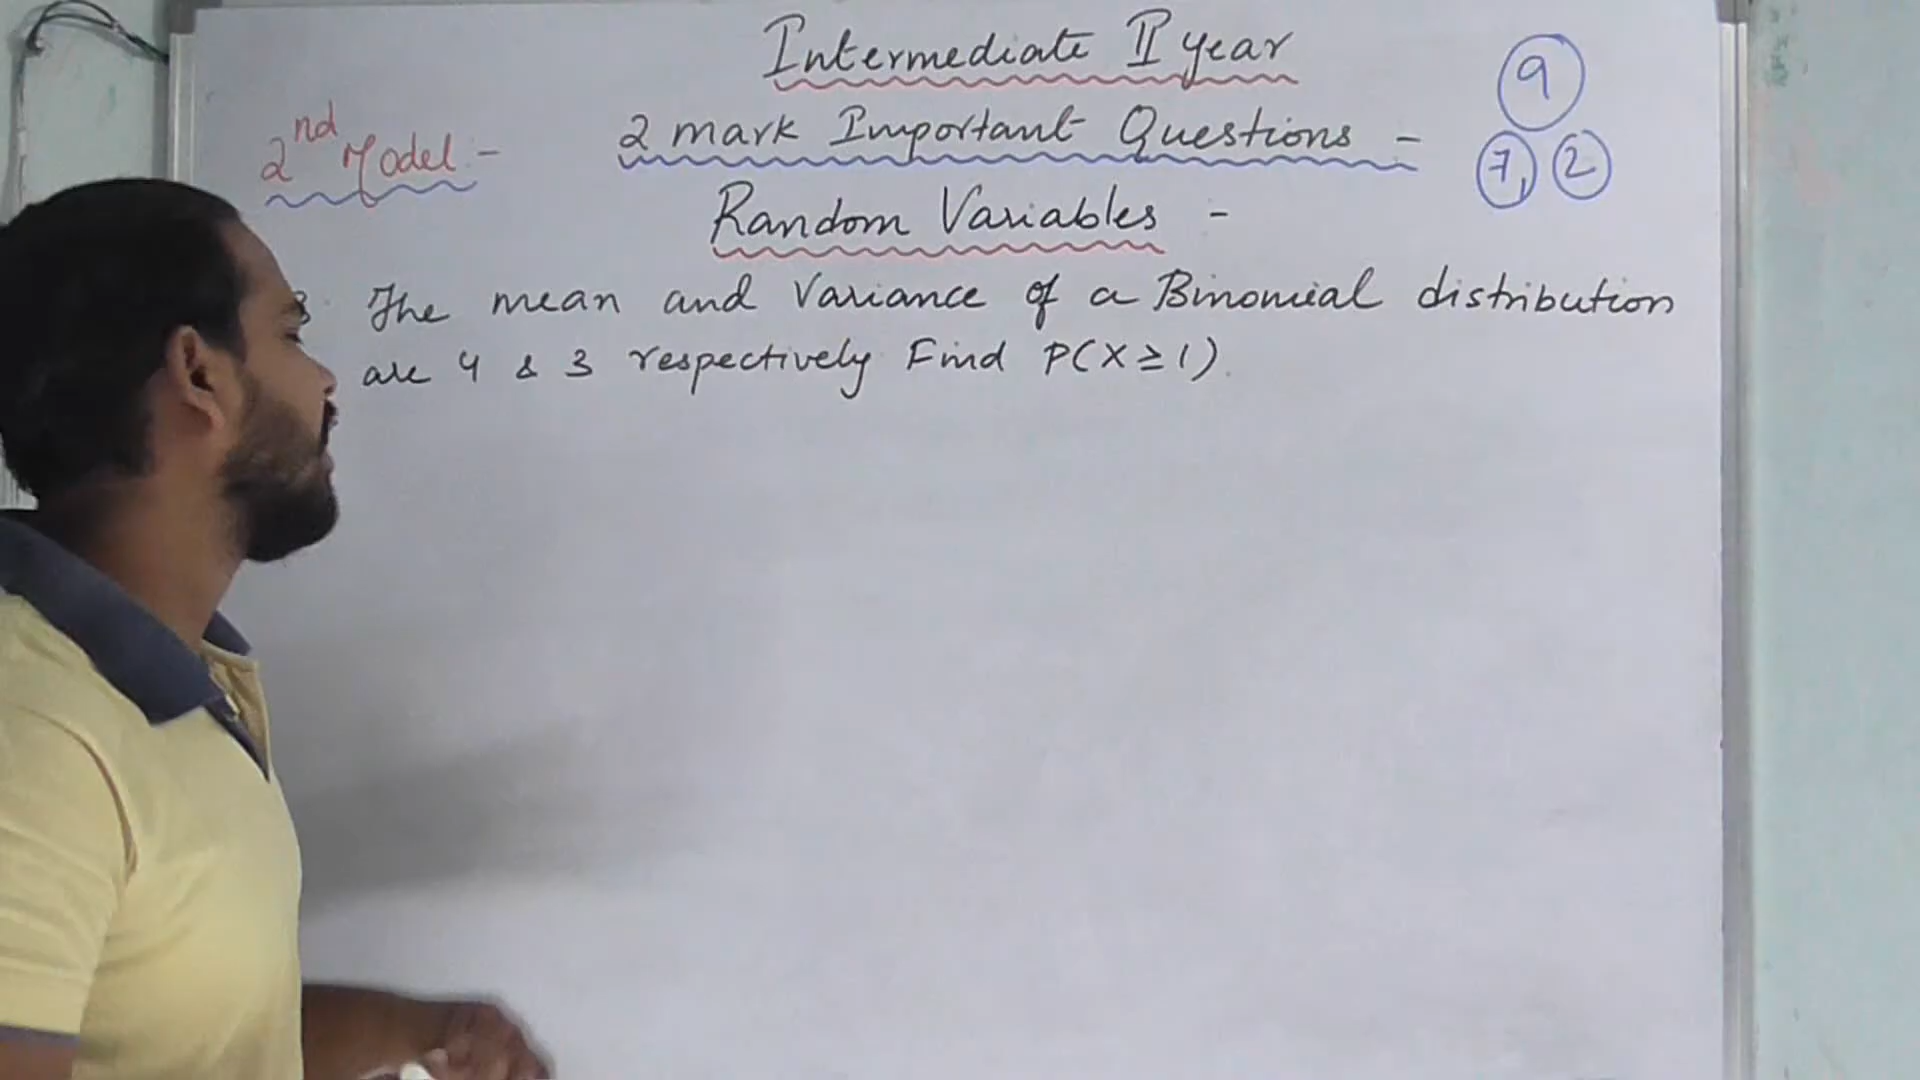 Intermediate II year
2nd Model :-
2 mark Important Questions -
9
7, 2
Random Variables -
3. The mean and Variance of a Binomial distribution
are 4 & 3 respectively Find P(X≥1).